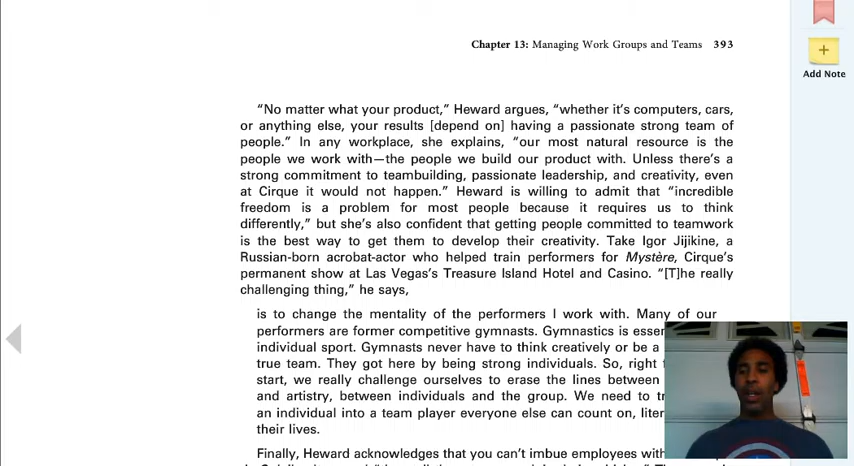 Chapter 13: Managing Work Groups and Teams 393
Add Note
“No matter what your product,” Heward argues, “whether it’s computers, cars,
or anything else, your results [depend on] having a passionate strong team of
people.” In any workplace, she explains, “our most natural resource is the
people we work with—the people we build our product with. Unless there’s a
strong commitment to teambuilding, passionate leadership, and creativity, even
at Cirque it would not happen.” Heward is willing to admit that “incredible
freedom is a problem for most people because it requires us to think
differently,” but she’s also confident that getting people committed to teamwork
is the best way to get them to develop their creativity. Take Igor Jijikine, a
Russian-born acrobat-actor who helped train performers for Mystère, Cirque’s
permanent show at Las Vegas’s Treasure Island Hotel and Casino. “[T]he really
challenging thing,” he says,
is to change the mentality of the performers I work with. Many of our
performers are former competitive gymnasts. Gymnastics is
individual sport. Gymnasts never have to think creatively or be a
true team. They got here by being strong individuals. So, right
start, we really challenge ourselves to erase the lines between
and artistry, between individuals and the group. We need to
an individual into a team player everyone else can count on,
their lives.
Finally, Heward acknowledges that you can’t imbue employees